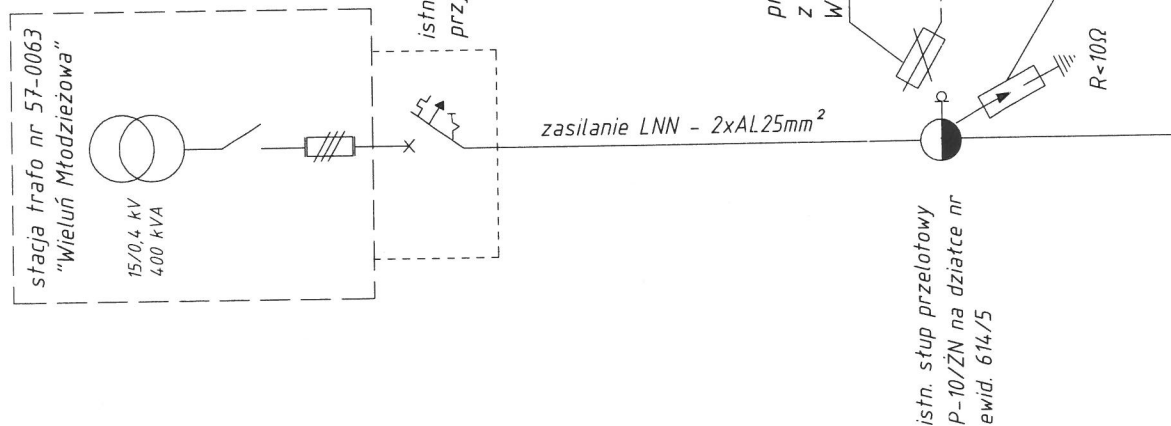 stacja trafo nr 57-0063
"Wieluń Młodzieżowa"
15/0,4 kV
400 kVA
istn
zasilanie LNN - 2xAL25mm²
z
W
R<10Ω
istn. słup przelotowy
P-10/ŻN na działce nr
ewid. 614/5